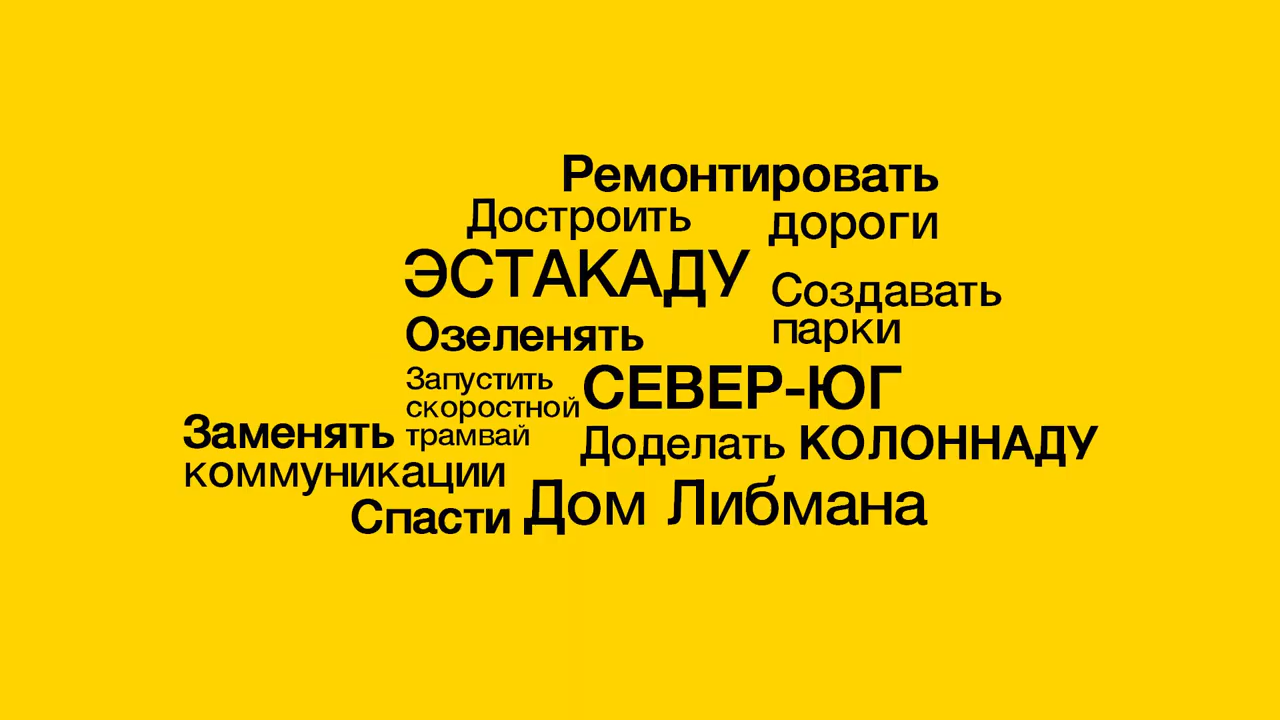 Ремонтировать
дороги
Достроить
ЭСТАКАДУ
Создавать
парки
Озеленять
Запустить
скоростной
трамвай
СЕВЕР-ЮГ
Заменять
коммуникации
Доделать КОЛОННАДУ
Спасти Дом Либмана